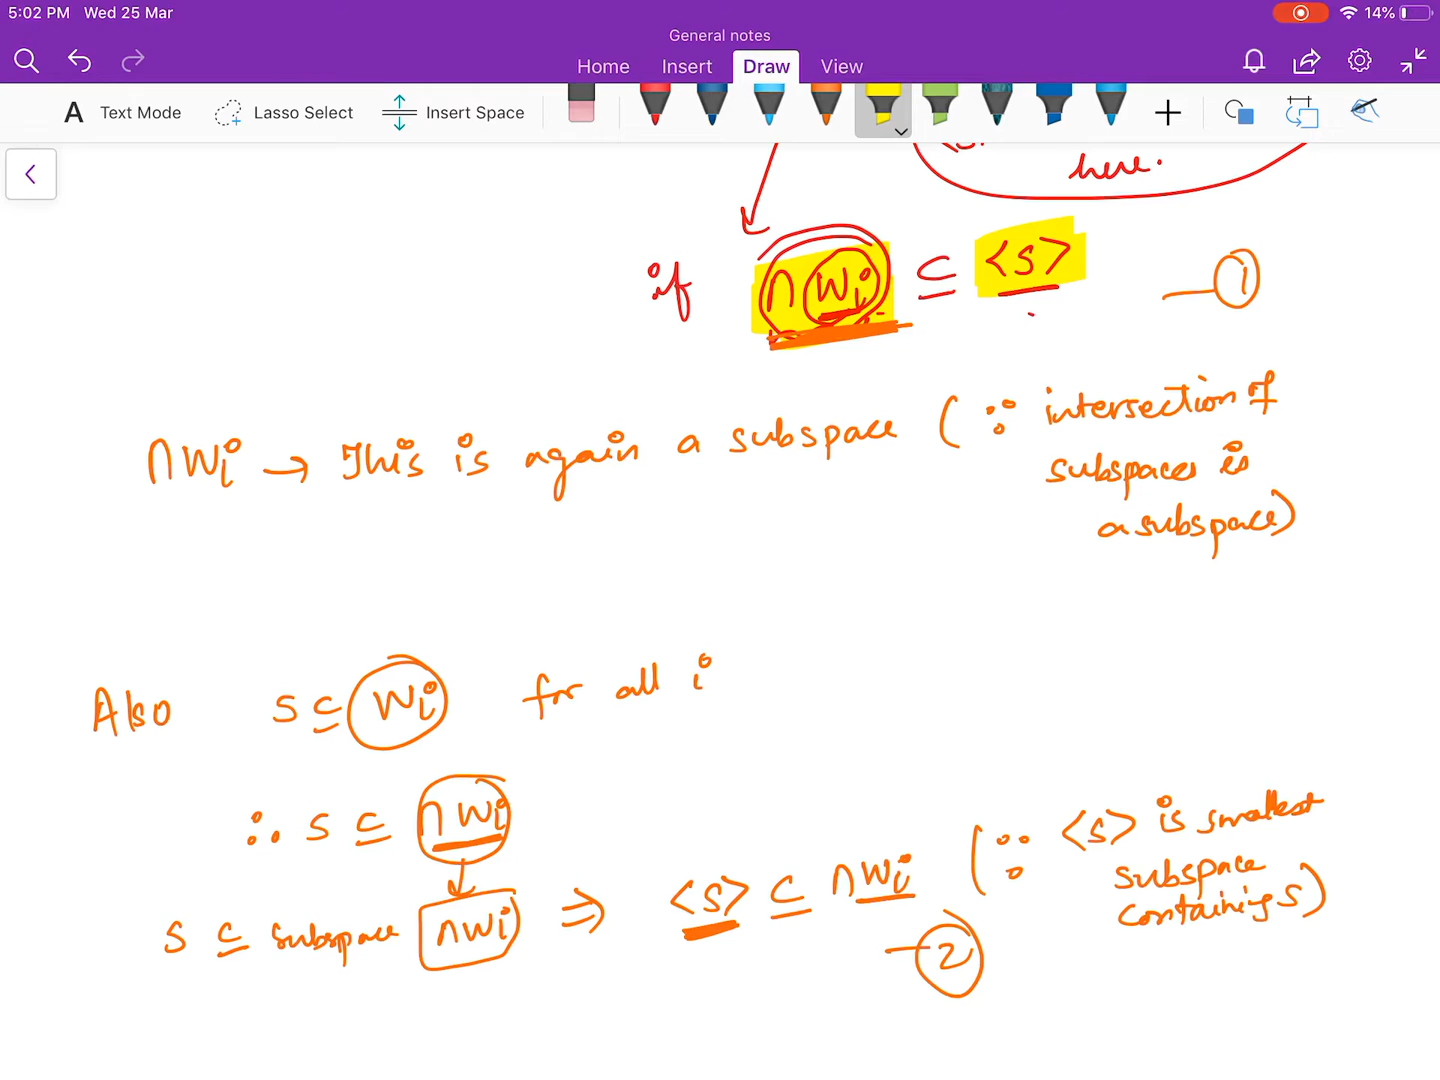 5:02 PM Wed 25 Mar
14%
General notes
Home Insert Draw View
A Text Mode Lasso Select Insert Space
here.
if ∩Wi ⊆ <S> —①
∩Wi → This is again a subspace (∵ intersection of
subspaces is
a subspace)
Also S ⊆ Wi for all i
∴ S ⊆ ∩Wi
S ⊆ subspace ∩Wi ⇒ <S> ⊆ ∩Wi (∵ <S> is smallest
subspace
containing S)
—②